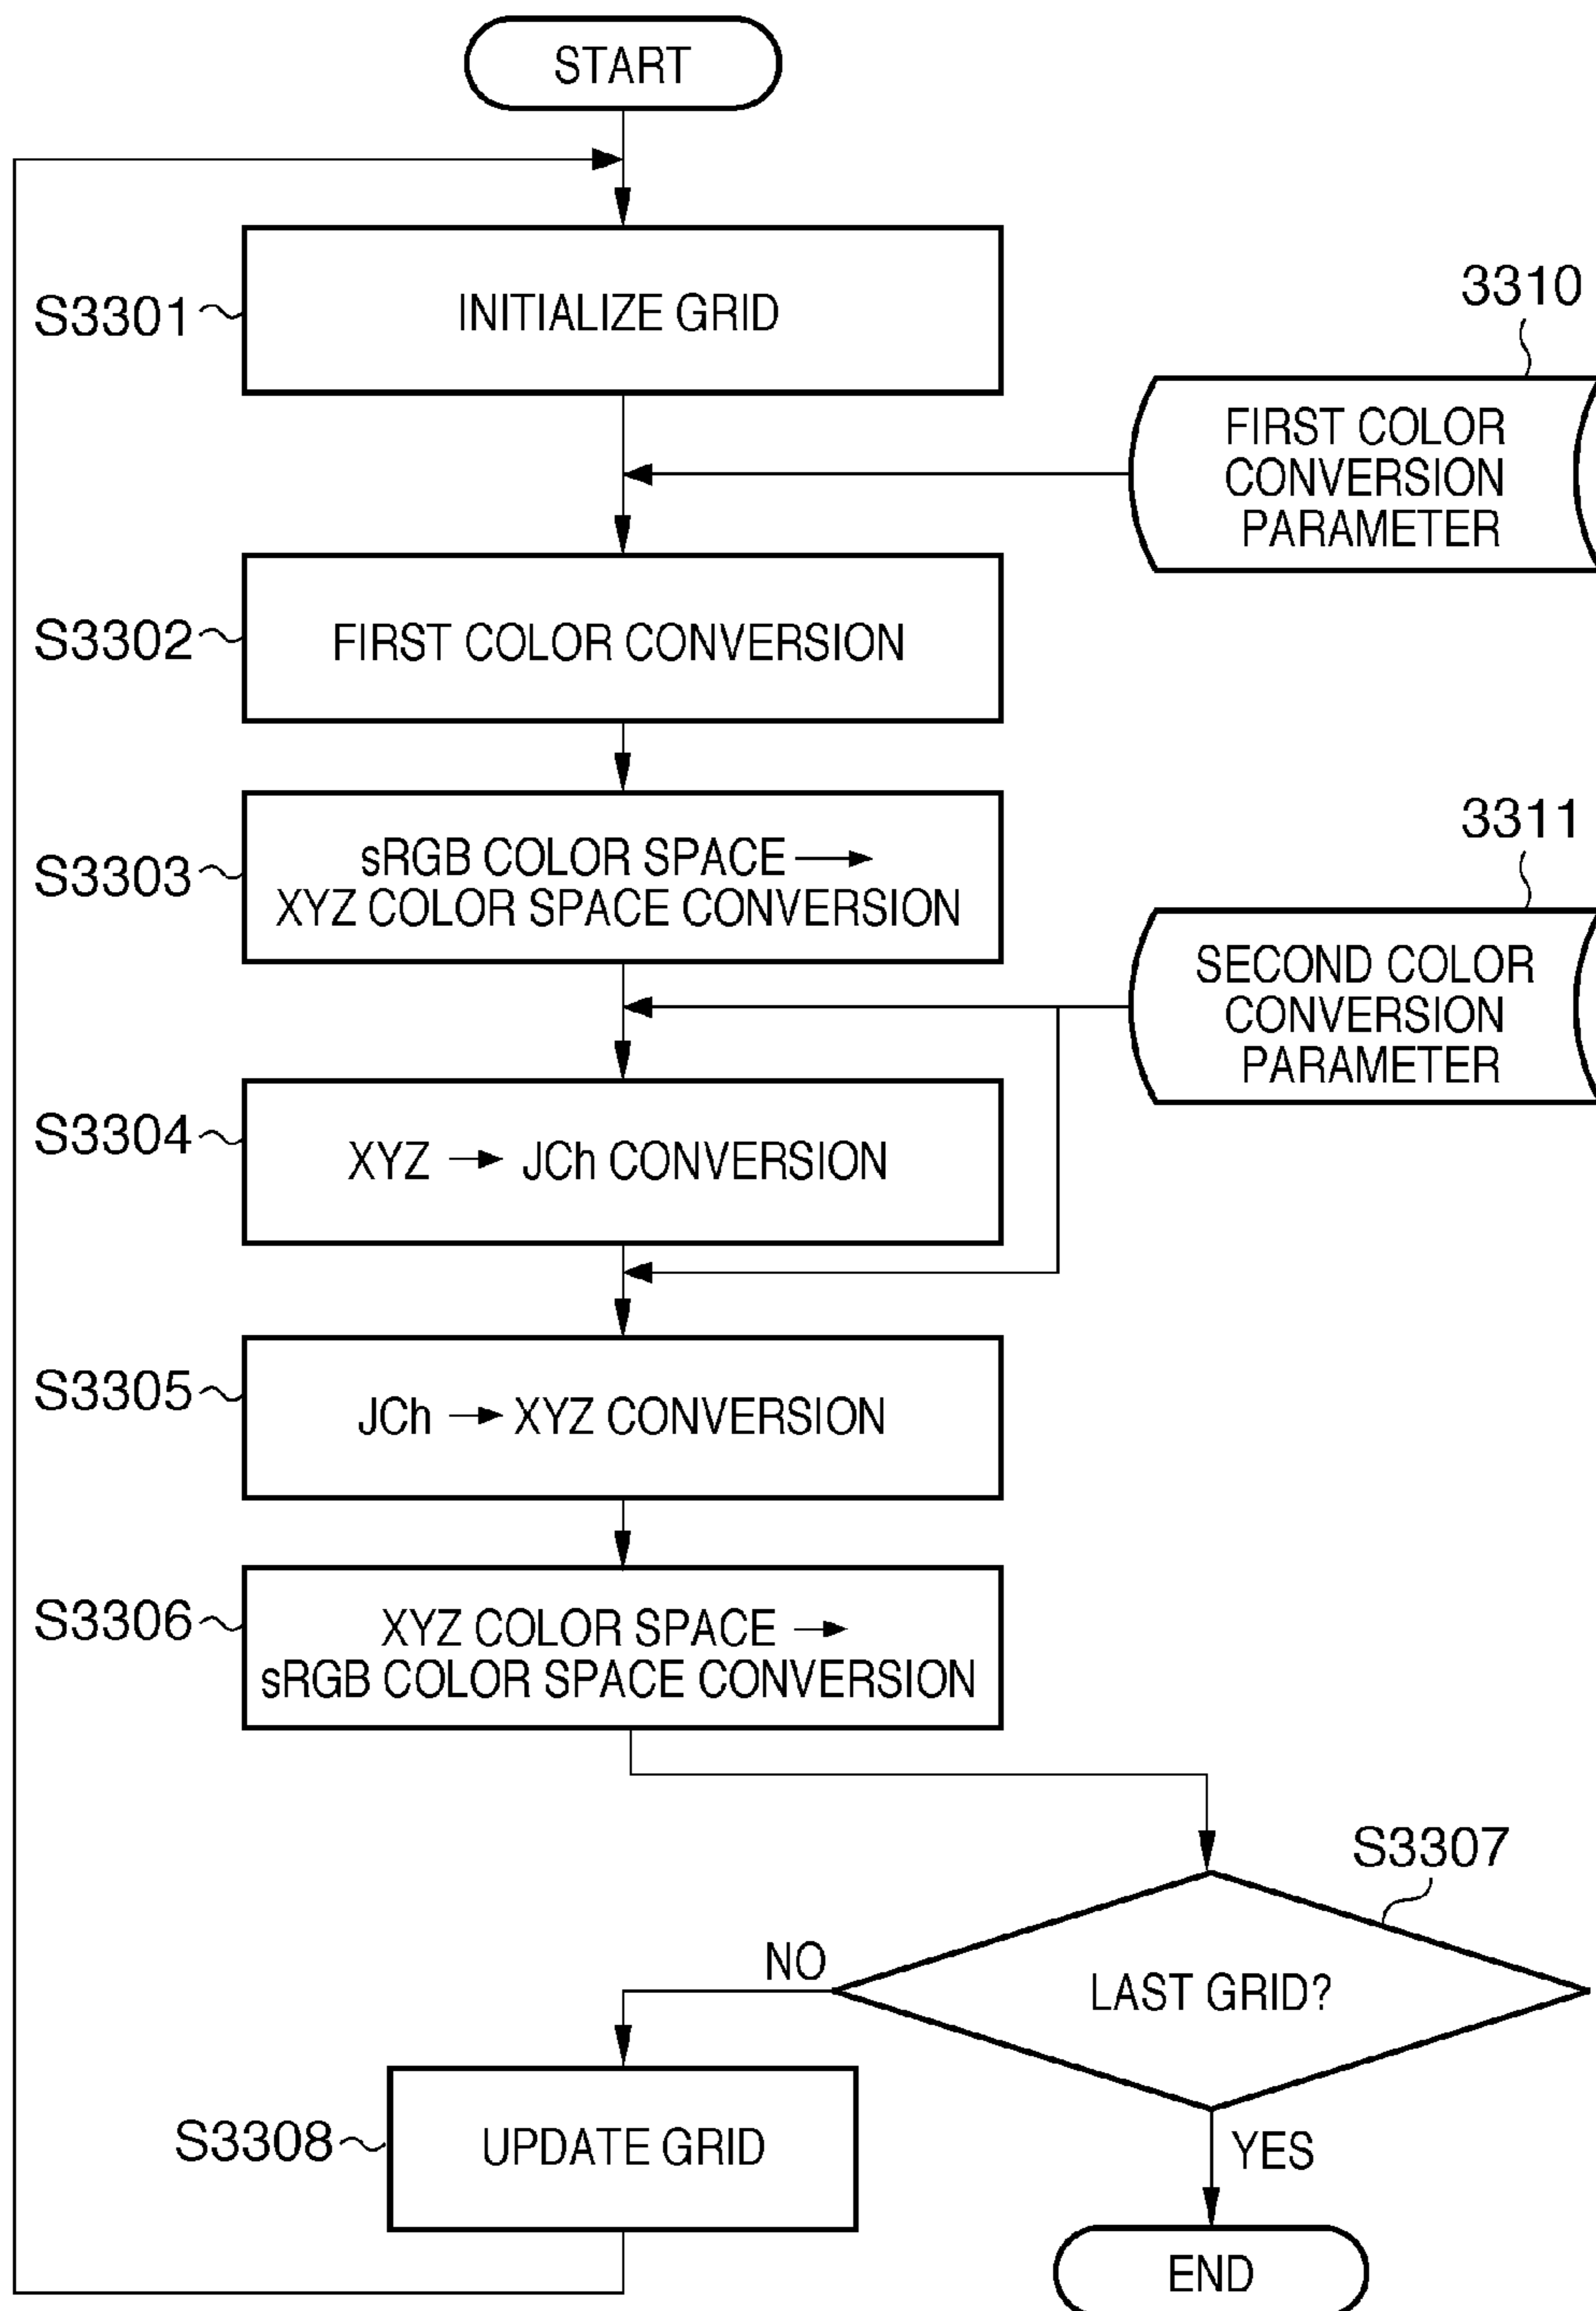 START
S3301
INITIALIZE GRID
3310
FIRST COLOR
CONVERSION
PARAMETER
S3302
FIRST COLOR CONVERSION
S3303
sRGB COLOR SPACE →
XYZ COLOR SPACE CONVERSION
3311
SECOND COLOR
CONVERSION
PARAMETER
S3304
XYZ → JCh CONVERSION
S3305
JCh → XYZ CONVERSION
S3306
XYZ COLOR SPACE →
sRGB COLOR SPACE CONVERSION
S3307
LAST GRID?
NO
S3308
UPDATE GRID
YES
END